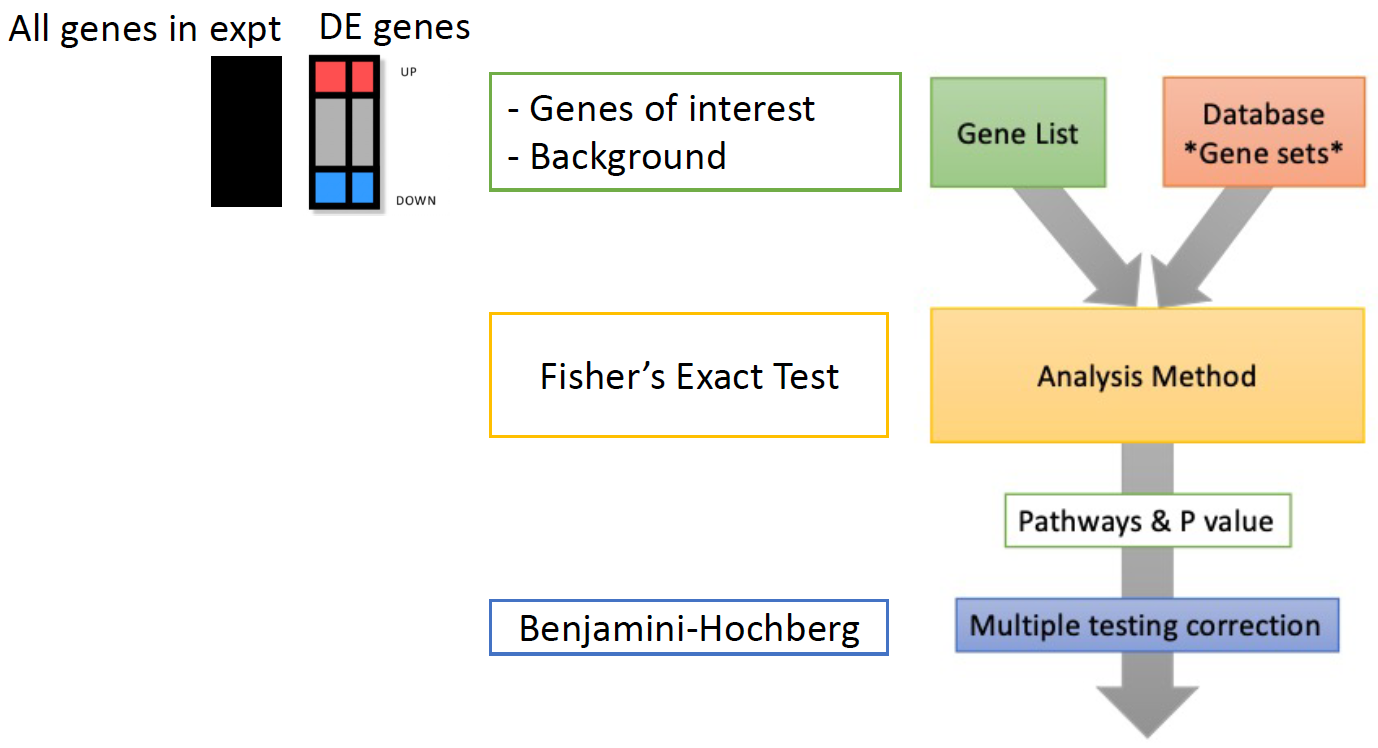 All genes in expt
DE genes
UP
DOWN
- Genes of interest
- Background
Gene List
Database
*Gene sets*
Fisher’s Exact Test
Analysis Method
Pathways & P value
Benjamini-Hochberg
Multiple testing correction